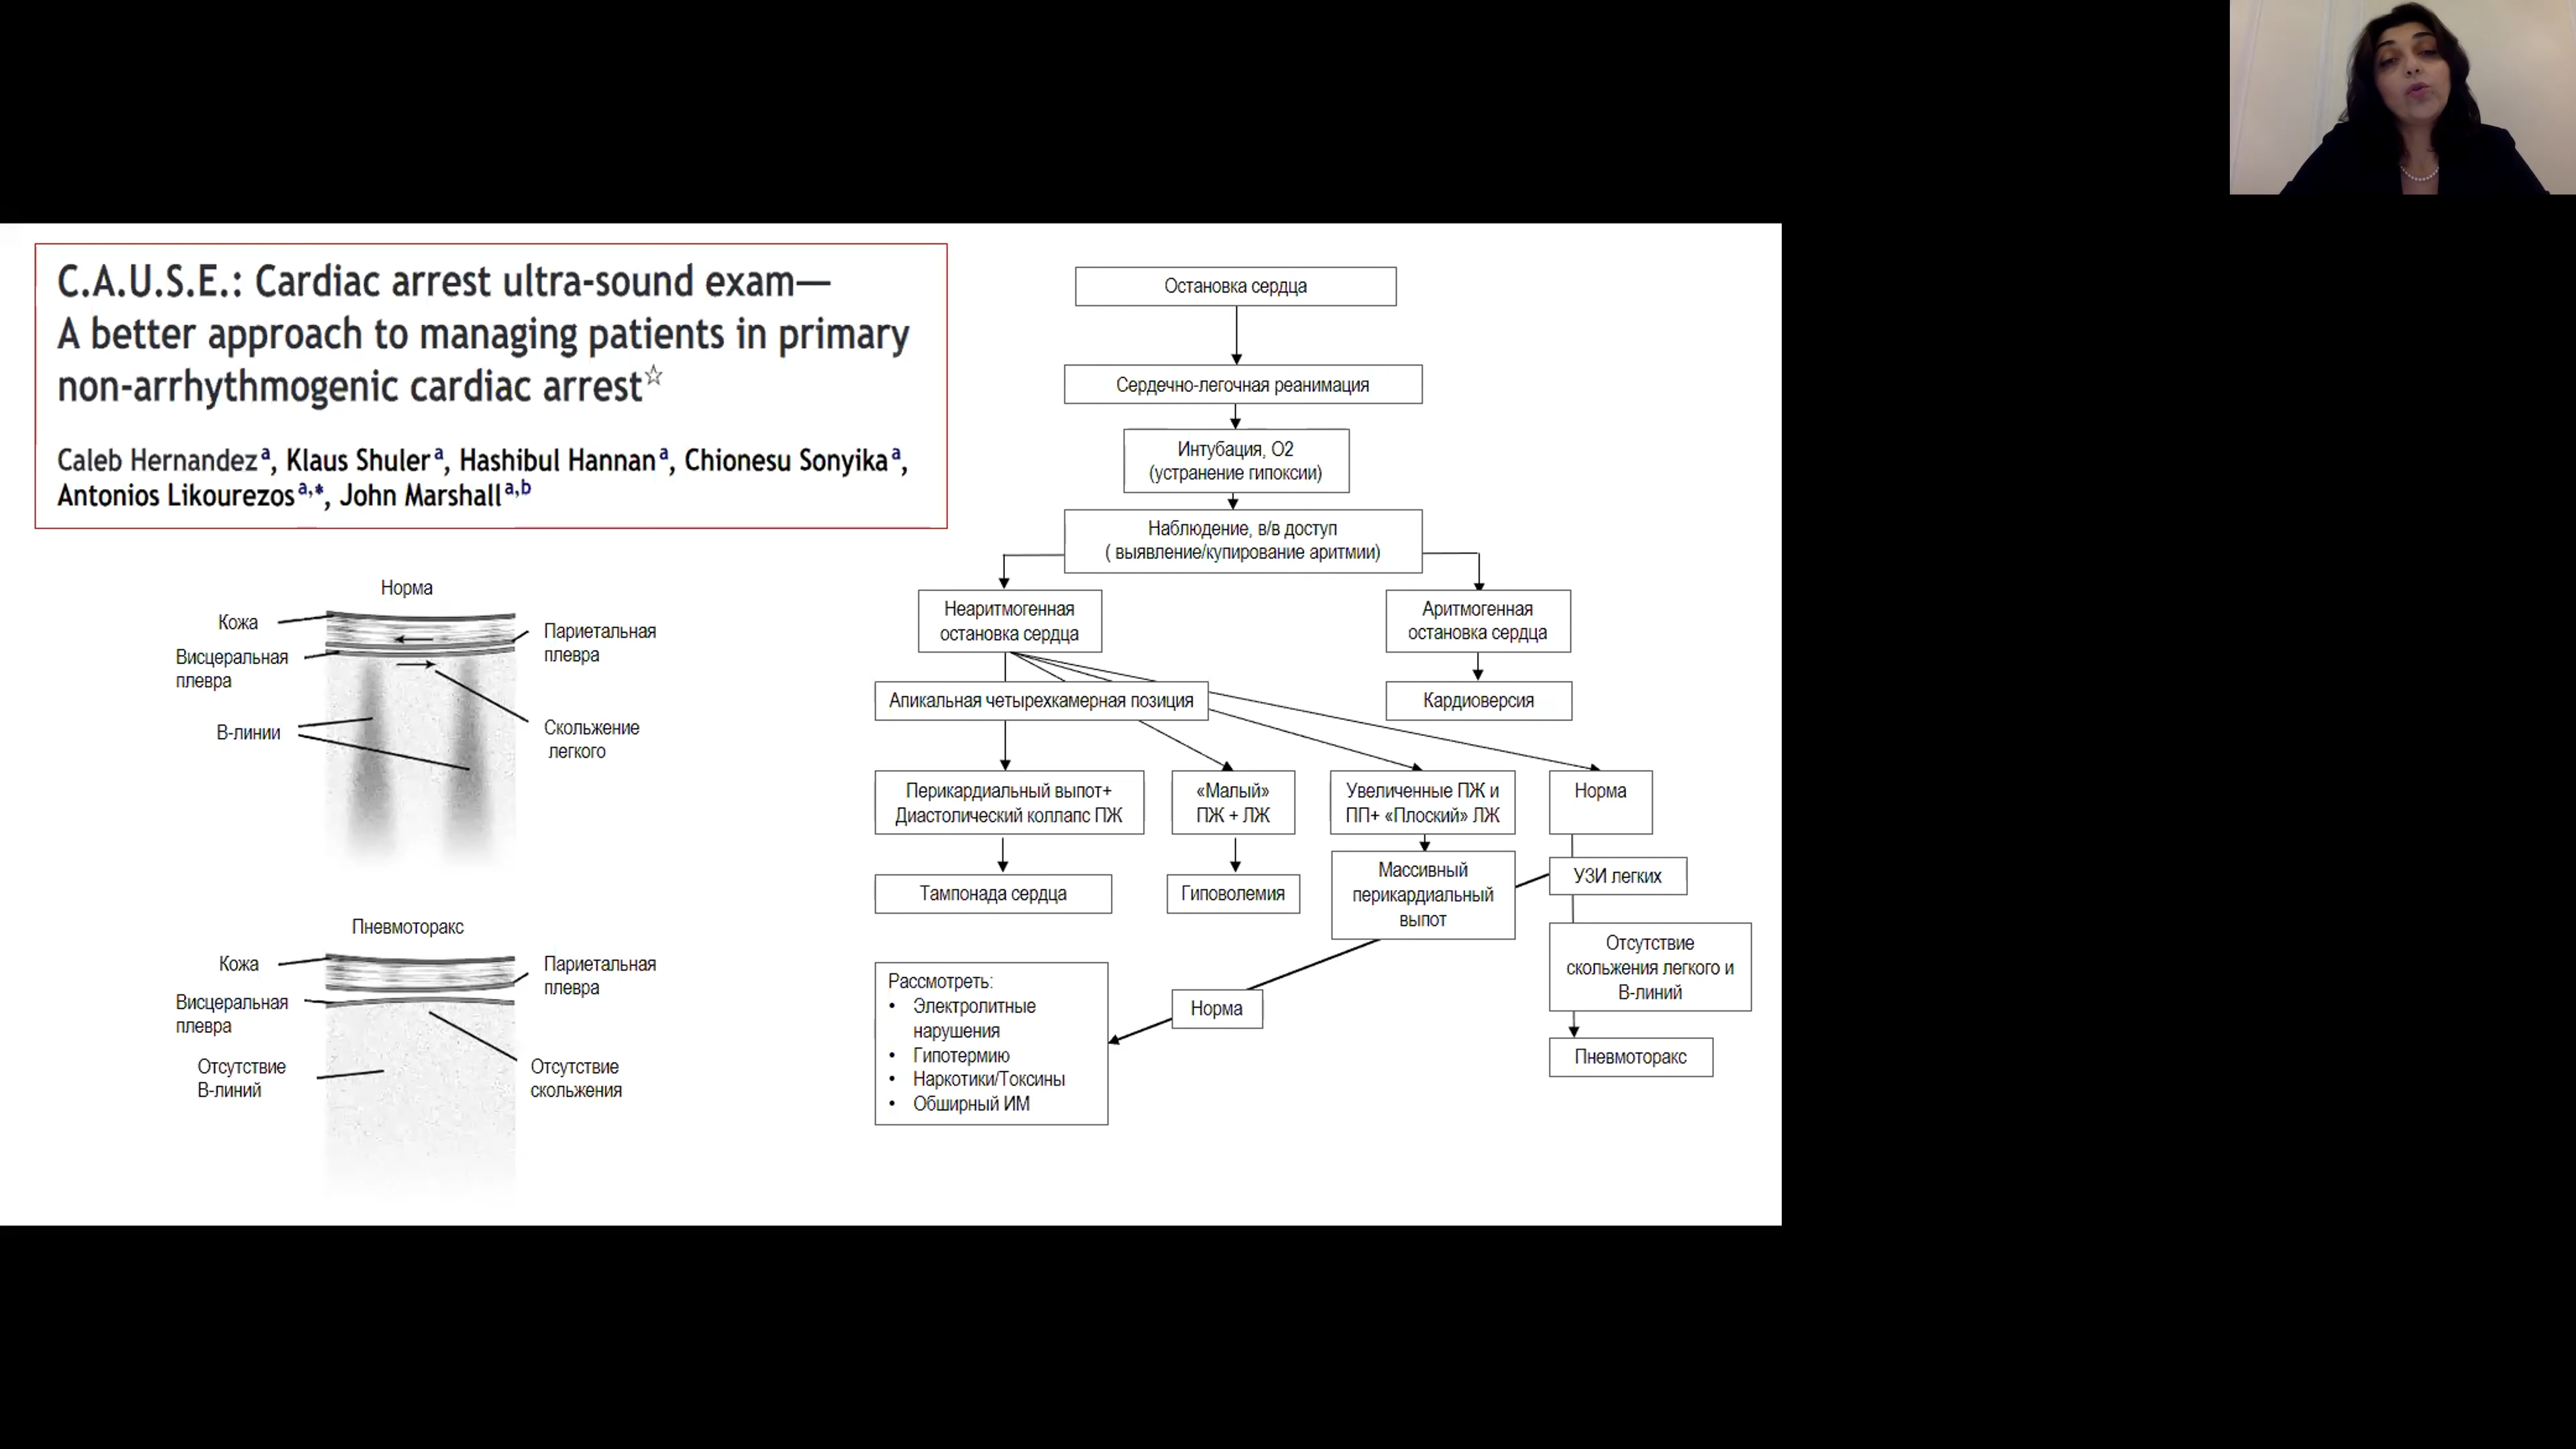 C.A.U.S.E.: Cardiac arrest ultra-sound exam—
A better approach to managing patients in primary
non-arrhythmogenic cardiac arrest☆
Caleb Hernandez a, Klaus Shuler a, Hashibul Hannan a, Chionesu Sonyika a,
Antonios Likourezos a,*, John Marshall a,b
Норма
Кожа
Париетальная
плевра
Висцеральная
плевра
В-линии
Скольжение
легкого
Пневмоторакс
Кожа
Париетальная
плевра
Висцеральная
плевра
Отсутствие
В-линий
Отсутствие
скольжения
Остановка сердца
Сердечно-легочная реанимация
Интубация, О2
(устранение гипоксии)
Наблюдение, в/в доступ
( выявление/купирование аритмии)
Неаритмогенная
остановка сердца
Аритмогенная
остановка сердца
Апикальная четырехкамерная позиция
Кардиоверсия
Перикардиальный выпот+
Диастолический коллапс ПЖ
«Малый»
ПЖ + ЛЖ
Увеличенные ПЖ и
ПП+ «Плоский» ЛЖ
Норма
Тампонада сердца
Гиповолемия
Массивный
перикардиальный
выпот
УЗИ легких
Отсутствие
скольжения легкого и
В-линий
Пневмоторакс
Норма
Рассмотреть:
• Электролитные
нарушения
• Гипотермию
• Наркотики/Токсины
• Обширный ИМ